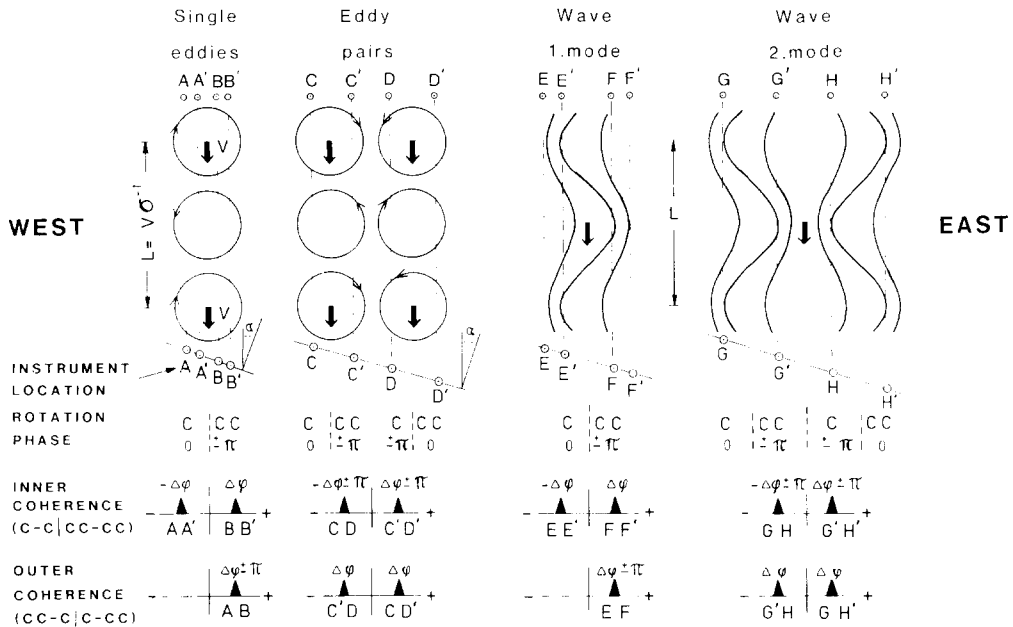 Single Eddy Wave Wave
eddies pairs 1.mode 2.mode
A A' B B' C C' D D' E E' F F' G G' H H'
V
L = Vσ⁻¹
L
WEST
EAST
V
α α
A A' B B' C C' D D' E E' F F' G G' H H'
INSTRUMENT
LOCATION
ROTATION C CC C CC C CC C CC C CC C CC
PHASE 0 ±π 0 ±π ±π 0 0 ±π 0 ±π ±π 0
-Δφ Δφ -Δφ±π Δφ±π -Δφ Δφ -Δφ±π Δφ±π
INNER
COHERENCE - + - + - + - +
(C-C|CC-CC) AA' BB' CD C'D' EE' FF' GH G'H'
Δφ±π Δφ Δφ Δφ±π Δφ Δφ
OUTER
COHERENCE - + - + - + - +
(CC-C|C-CC) AB C'D CD' EF G'H GH'